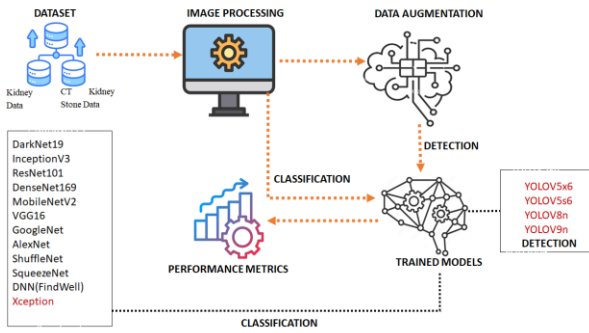 DATASET
IMAGE PROCESSING
DATA AUGMENTATION
Kidney CT Kidney
Data Stone Data
DETECTION
CLASSIFICATION
DarkNet19
InceptionV3
ResNet101
DenseNet169
MobileNetV2
VGG16
GoogleNet
AlexNet
ShuffleNet
SqueezeNet
DNN(FindWell)
Xception
PERFORMANCE METRICS
TRAINED MODELS
YOLOV5x6
YOLOV5s6
YOLOV8n
YOLOV9n
DETECTION
CLASSIFICATION